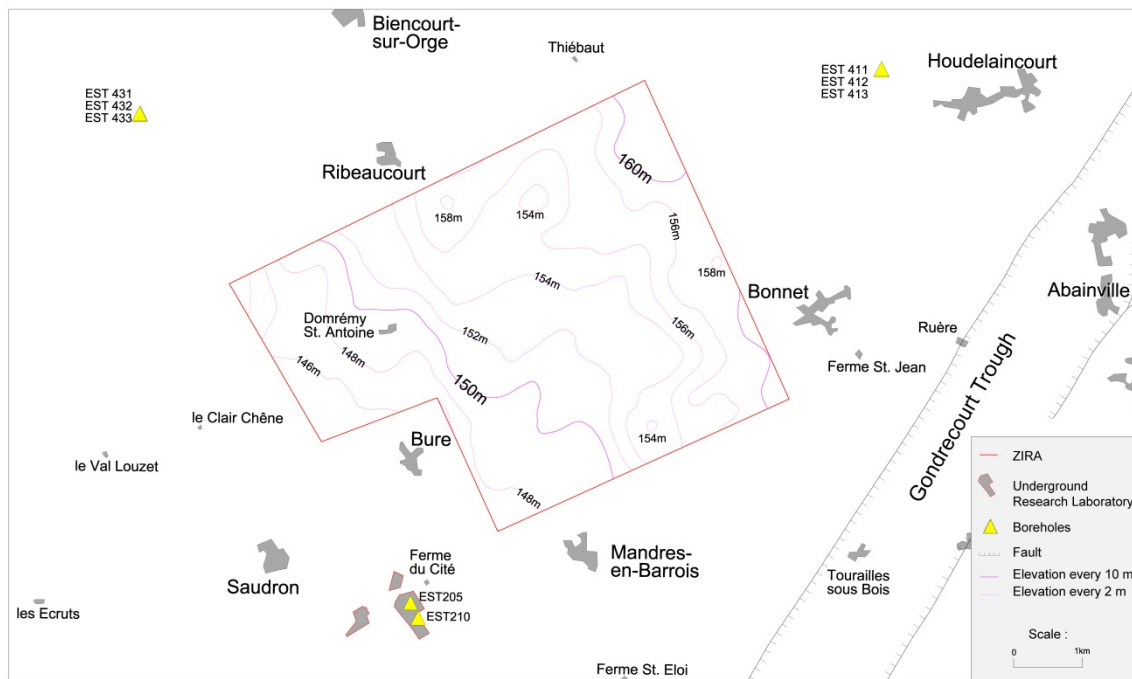 Biencourt-
sur-Orge
Thiébaut
EST 411
EST 412
EST 413
Houdelaincourt
EST 431
EST 432
EST 433
Ribeaucourt
160m
158m
154m
156m
158m
154m
Bonnet
Abainville
Domrémy
St. Antoine
152m
156m
Ruère
148m
146m
150m
Ferme St. Jean
Gondrecourt Trough
le Clair Chêne
Bure
154m
le Val Louzet
148m
ZIRA
Underground
Research Laboratory
Boreholes
Fault
Elevation every 10 m
Elevation every 2 m
Scale :
0
1km
Saudron
Ferme
du Cité
Mandres-
en-Barrois
Tourailles
sous Bois
les Ecruts
EST205
EST210
Ferme St. Eloi